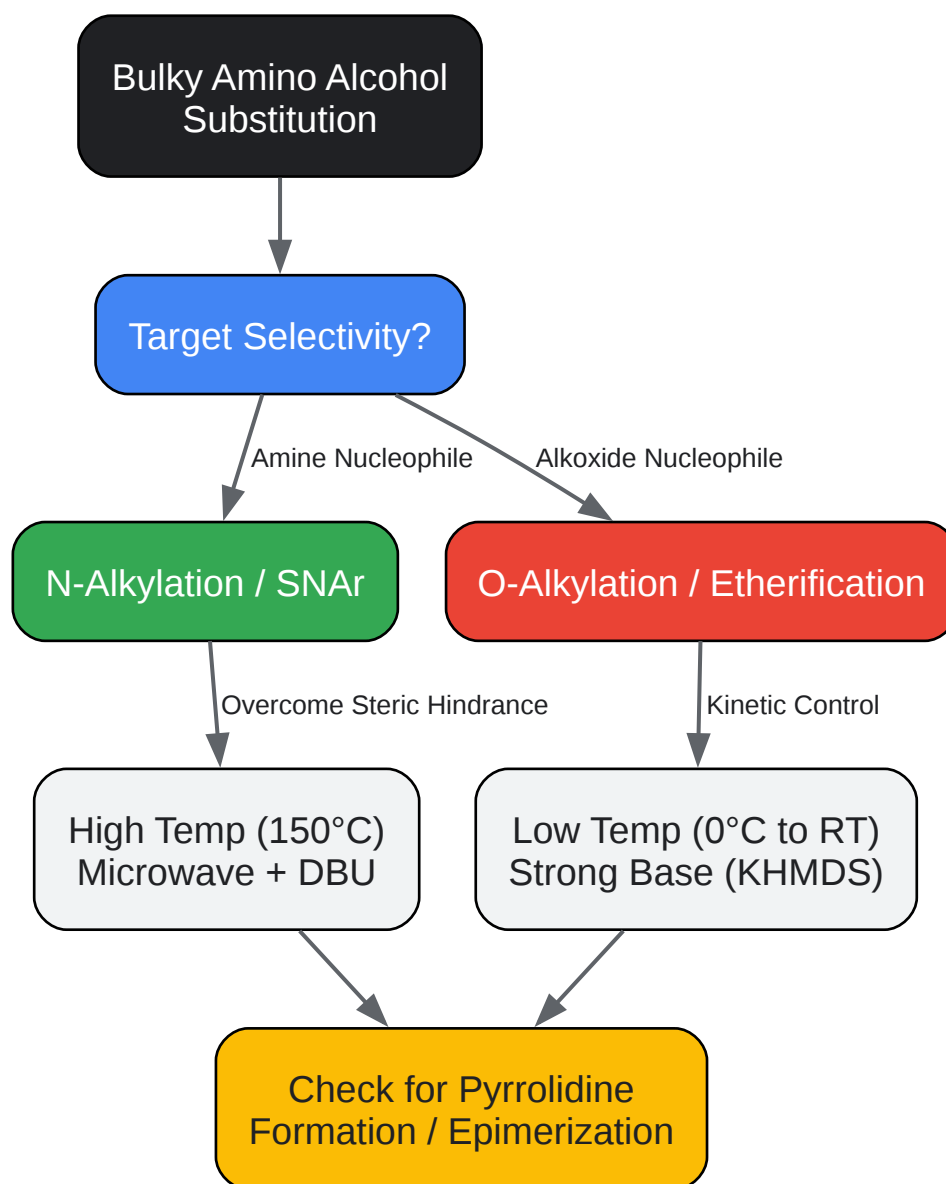 Bulky Amino Alcohol
Substitution
Target Selectivity?
Amine Nucleophile
Alkoxide Nucleophile
N-Alkylation / SNAr
O-Alkylation / Etherification
Overcome Steric Hindrance
Kinetic Control
High Temp (150°C)
Microwave + DBU
Low Temp (0°C to RT)
Strong Base (KHMDS)
Check for Pyrrolidine
Formation / Epimerization